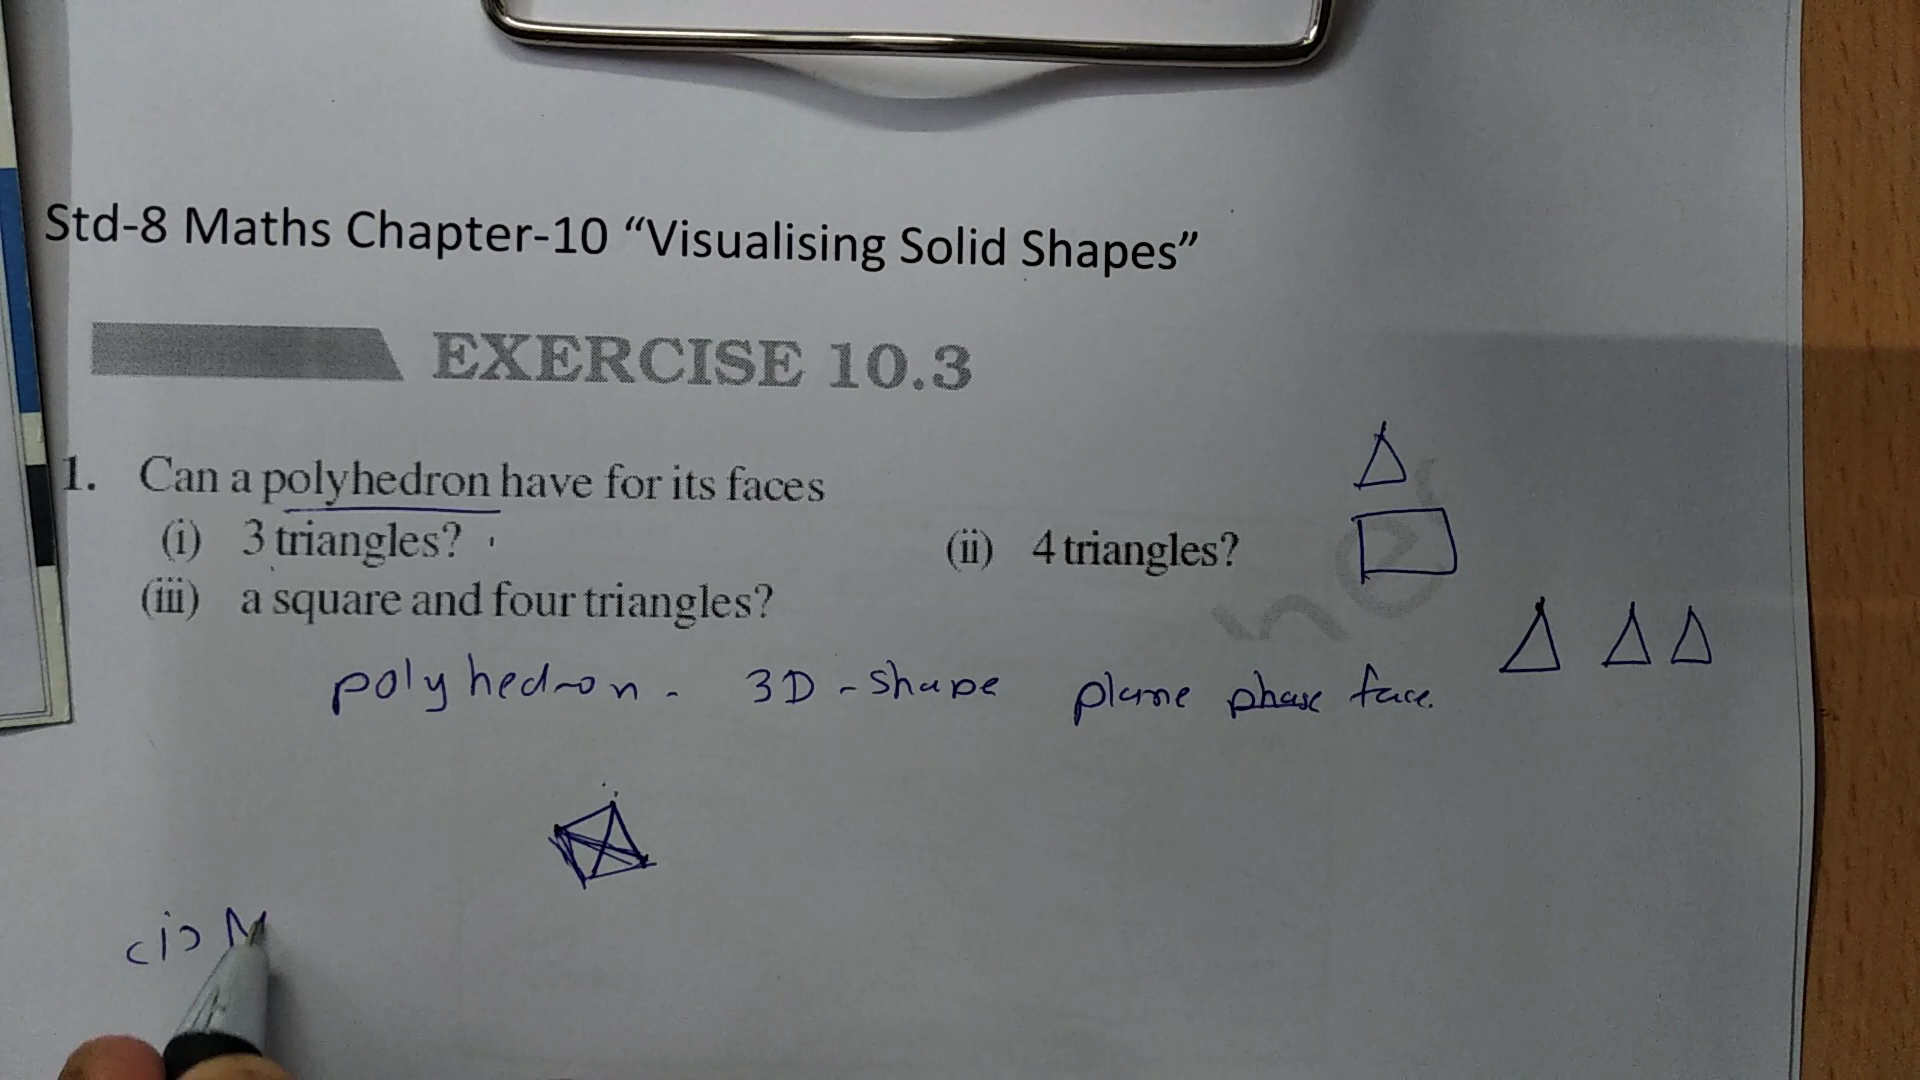 Std-8 Maths Chapter-10 “Visualising Solid Shapes”
EXERCISE 10.3
1. Can a polyhedron have for its faces
(i) 3 triangles? (ii) 4 triangles?
(iii) a square and four triangles?
polyhedron - 3D - shape plane phase face.
(i) N